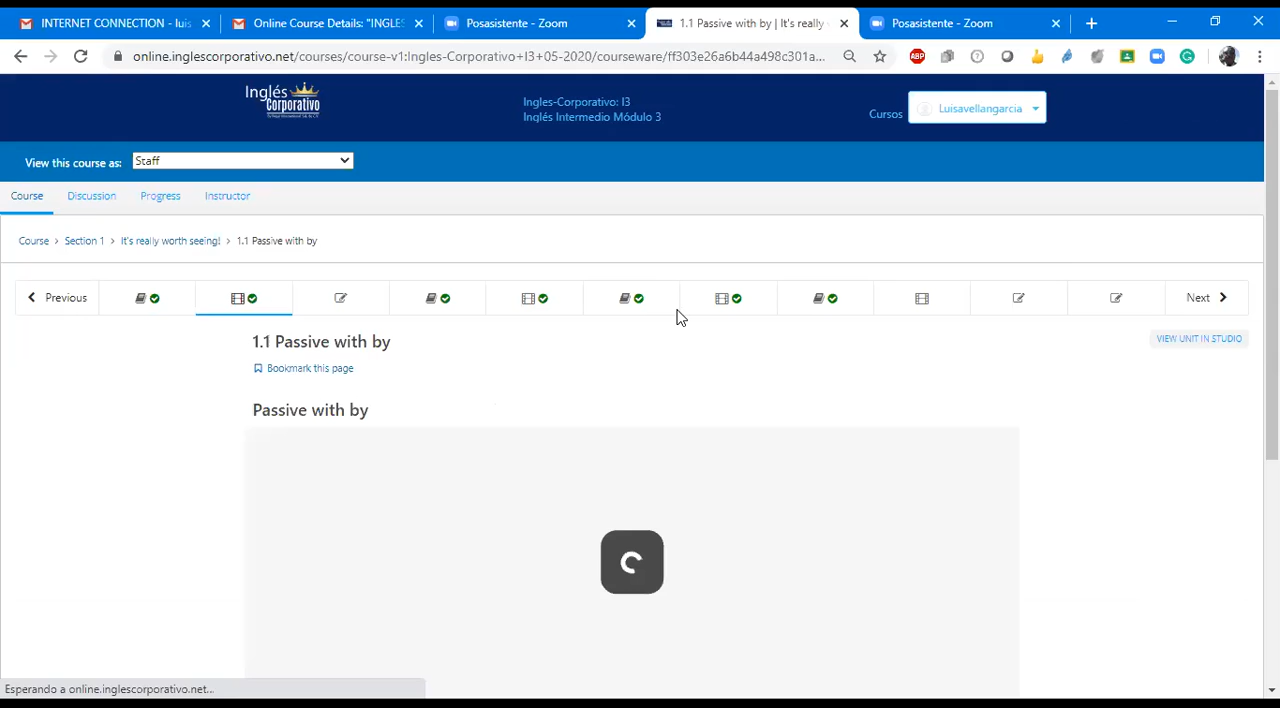 INTERNET CONNECTION - luis
Online Course Details: "INGLES
Posasistente - Zoom
1.1 Passive with by | It's really
Posasistente - Zoom
online.inglescorporativo.net/courses/course-v1:Ingles-Corporativo+I3+05-2020/courseware/ff303e26a6b44a498c301a...
ABP
Inglés
Corporativo
Ingles-Corporativo: I3
Inglés Intermedio Módulo 3
Cursos
Luisavellangarcia
View this course as:
Staff
Course
Discussion
Progress
Instructor
Course > Section 1 > It's really worth seeing! > 1.1 Passive with by
Previous
Next
1.1 Passive with by
VIEW UNIT IN STUDIO
Bookmark this page
Passive with by
Esperando a online.inglescorporativo.net...